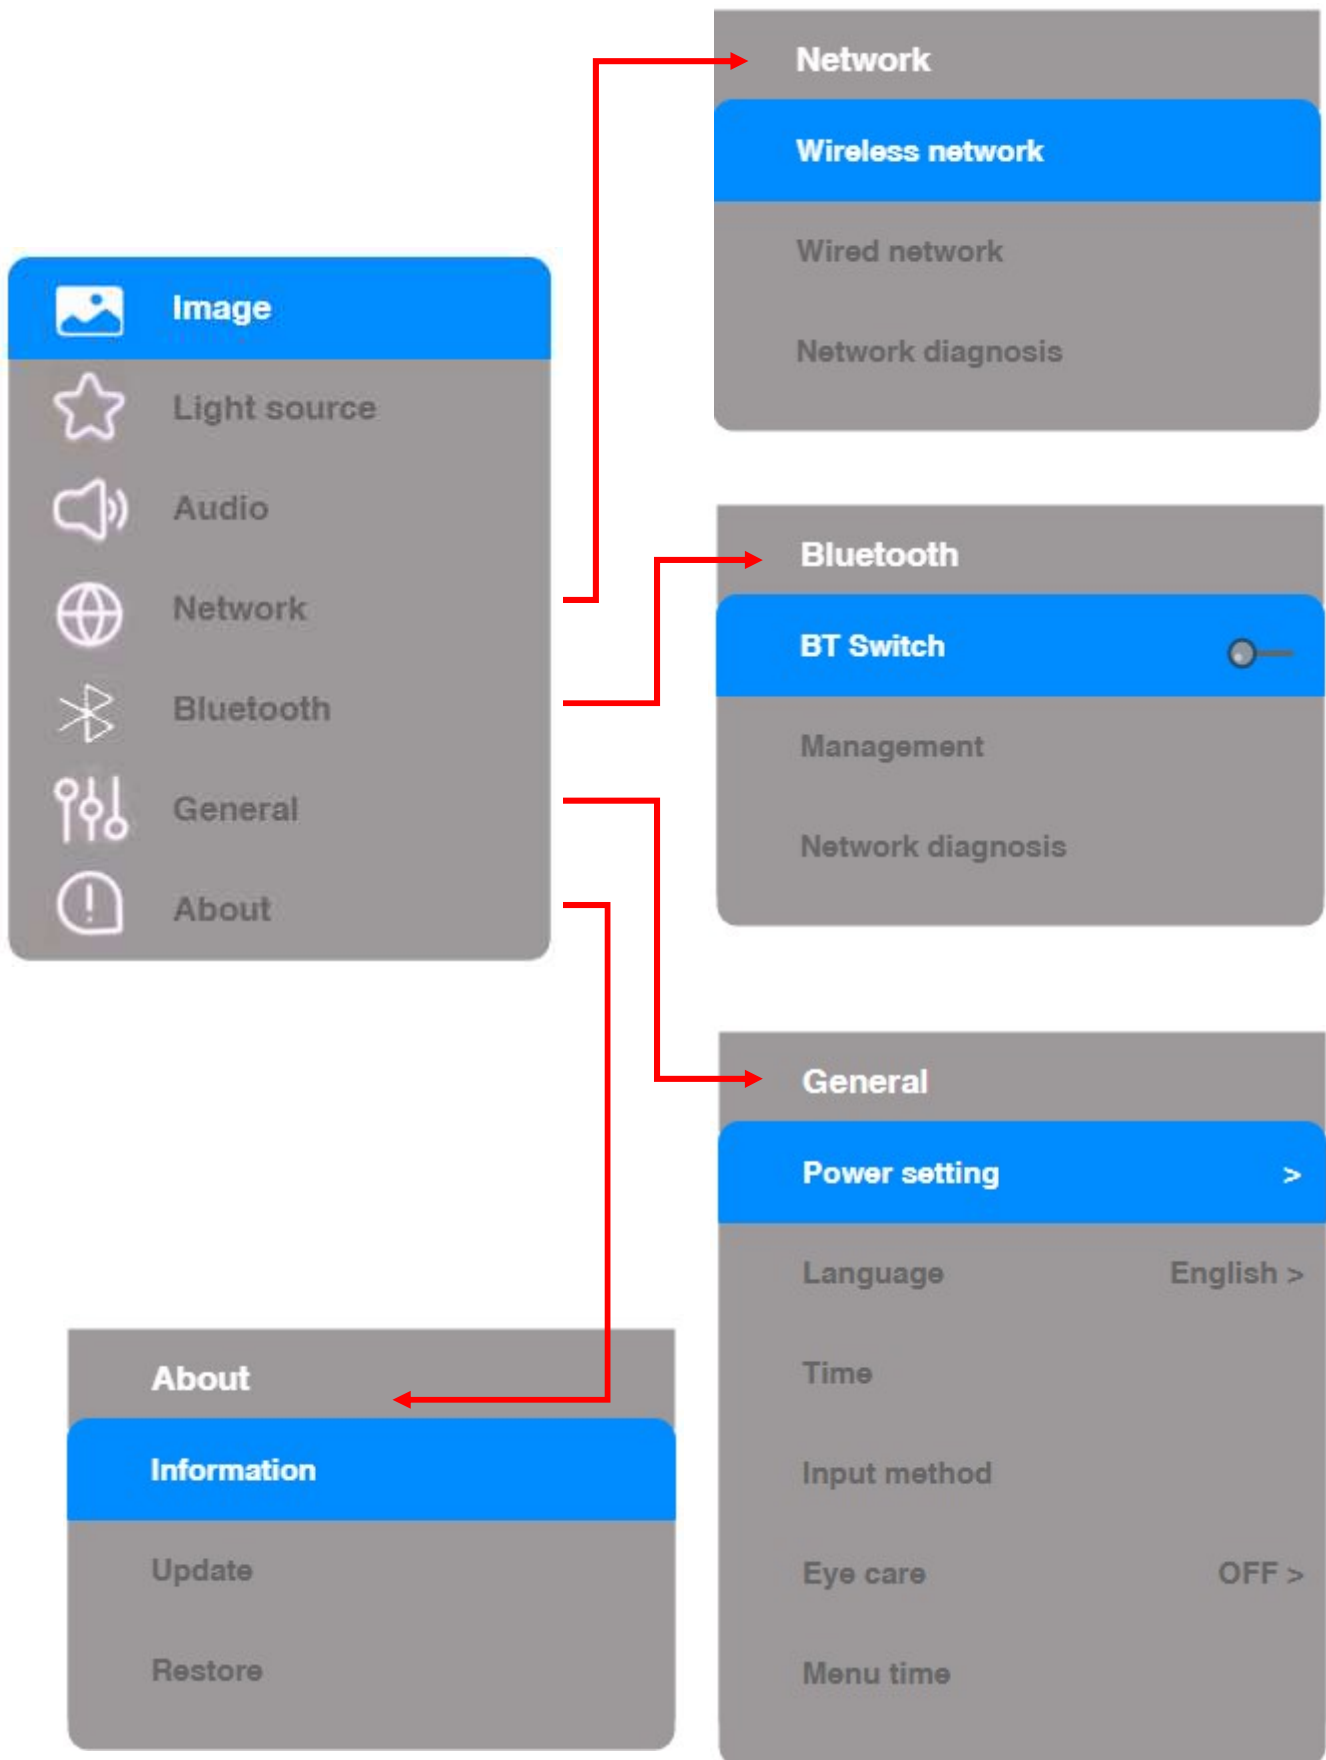 Image
Light source
Audio
Network
Bluetooth
General
About
Network
Wireless network
Wired network
Network diagnosis
Bluetooth
BT Switch
Management
Network diagnosis
General
Power setting >
Language English >
Time
Input method
Eye care OFF >
Menu time
About
Information
Update
Restore